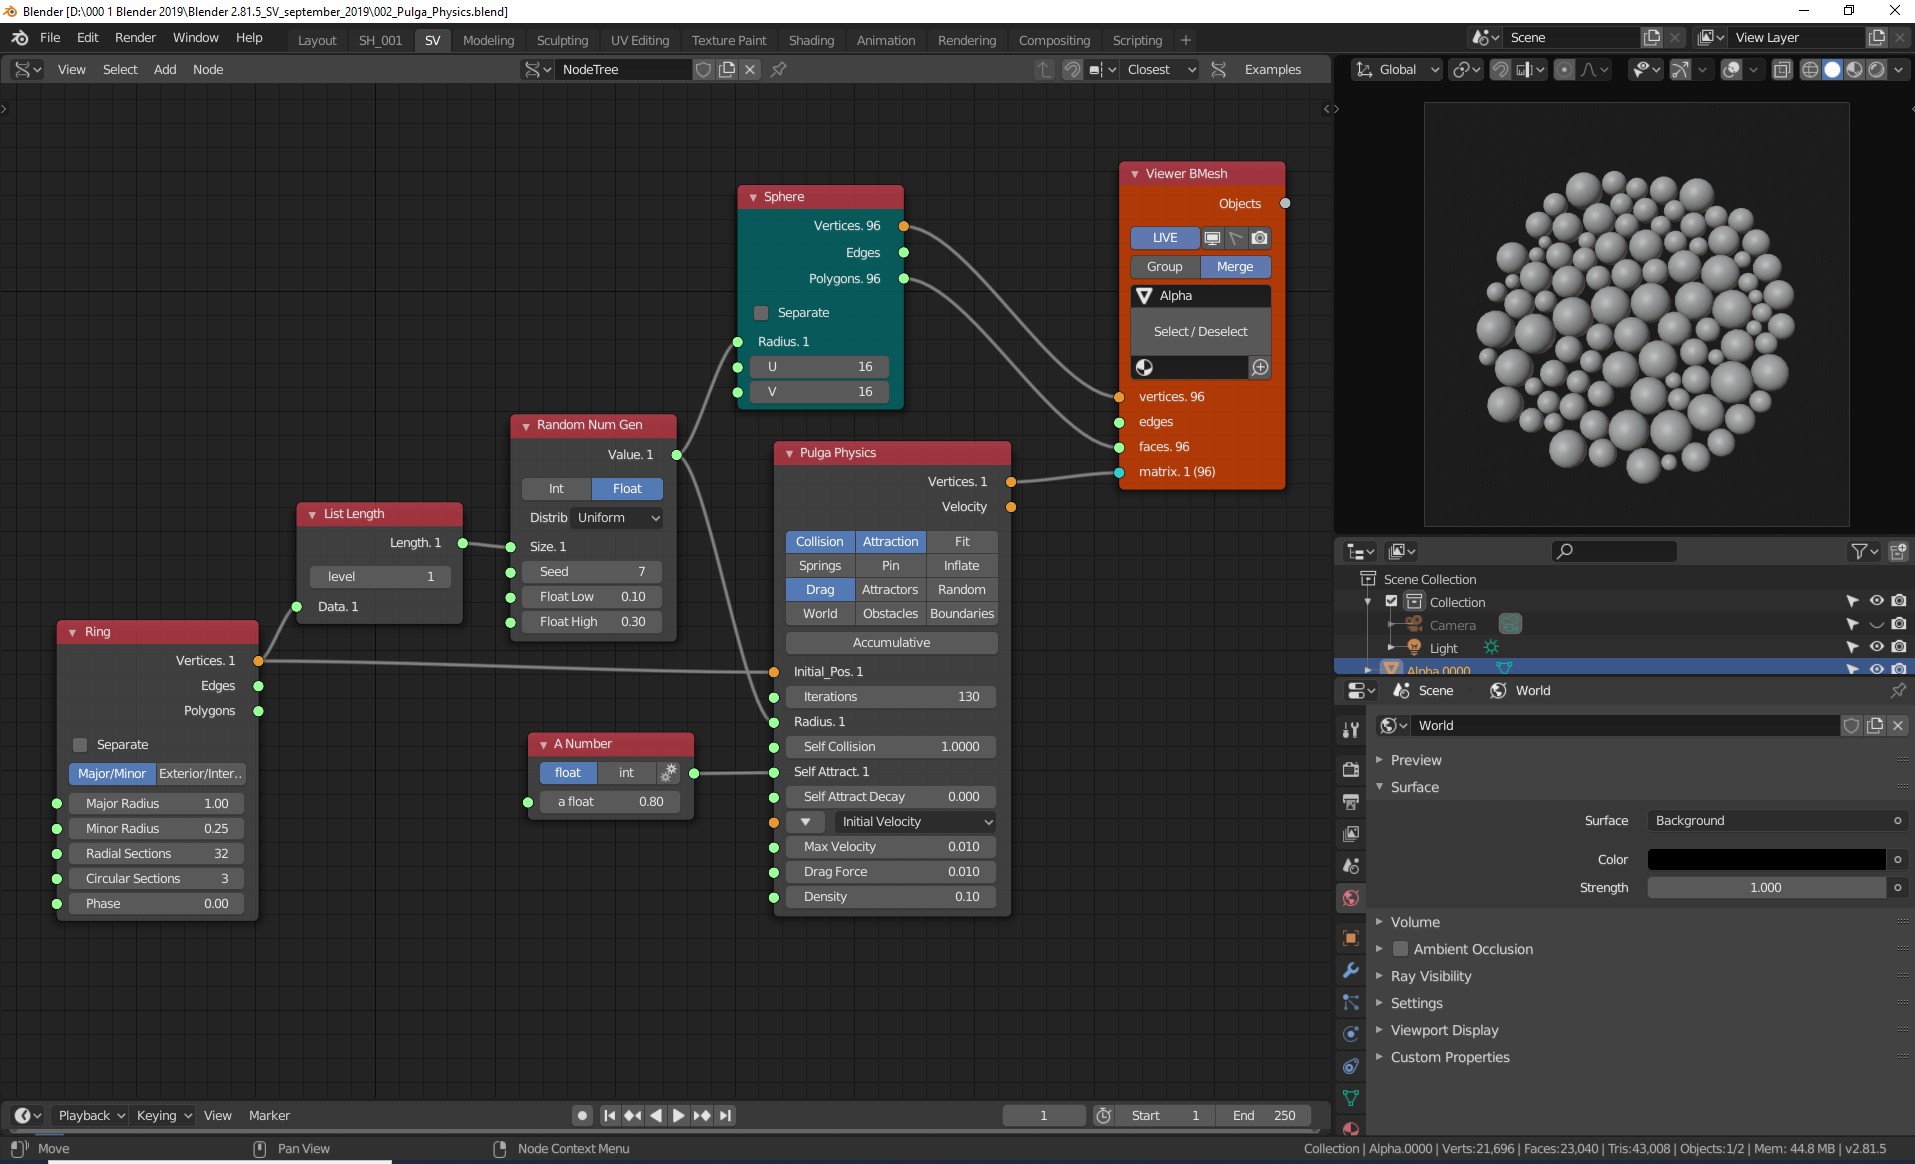 Blender [D:\000 1 Blender 2019\Blender 2.81.5_SV_september_2019\002_Pulga_Physics.blend]
File Edit Render Window Help Layout SH_001 SV Modeling Sculpting UV Editing Texture Paint Shading Animation Rendering Compositing Scripting + Scene View Layer
View Select Add Node NodeTree Closest Examples Global
Viewer BMesh
Objects
LIVE
Group Merge
Alpha
Select / Deselect
vertices. 96
edges
faces. 96
matrix. 1 (96)
Sphere
Vertices. 96
Edges
Polygons. 96
Separate
Radius. 1
U 16
V 16
Random Num Gen
Value. 1
Int Float
Distrib Uniform
Size. 1
Seed 7
Float Low 0.10
Float High 0.30
Pulga Physics
Vertices. 1
Velocity
Collision Attraction Fit
Springs Pin Inflate
Drag Attractors Random
World Obstacles Boundaries
Accumulative
Initial_Pos. 1
Iterations 130
Radius. 1
Self Collision 1.0000
Self Attract. 1
Self Attract Decay 0.000
Initial Velocity
Max Velocity 0.010
Drag Force 0.010
Density 0.10
List Length
Length. 1
level 1
Data. 1
Ring
Vertices. 1
Edges
Polygons
Separate
Major/Minor Exterior/Inter..
Major Radius 1.00
Minor Radius 0.25
Radial Sections 32
Circular Sections 3
Phase 0.00
A Number
float int
a float 0.80
Scene Collection
Collection
Camera
Light
Alpha.0000
Scene World
World
Preview
Surface
Surface Background
Color
Strength 1.000
Volume
Ambient Occlusion
Ray Visibility
Settings
Viewport Display
Custom Properties
Playback Keying View Marker 1 Start 1 End 250
Move Pan View Node Context Menu Collection | Alpha.0000 | Verts:21,696 | Faces:23,040 | Tris:43,008 | Objects:1/2 | Mem: 44.8 MB | v2.81.5